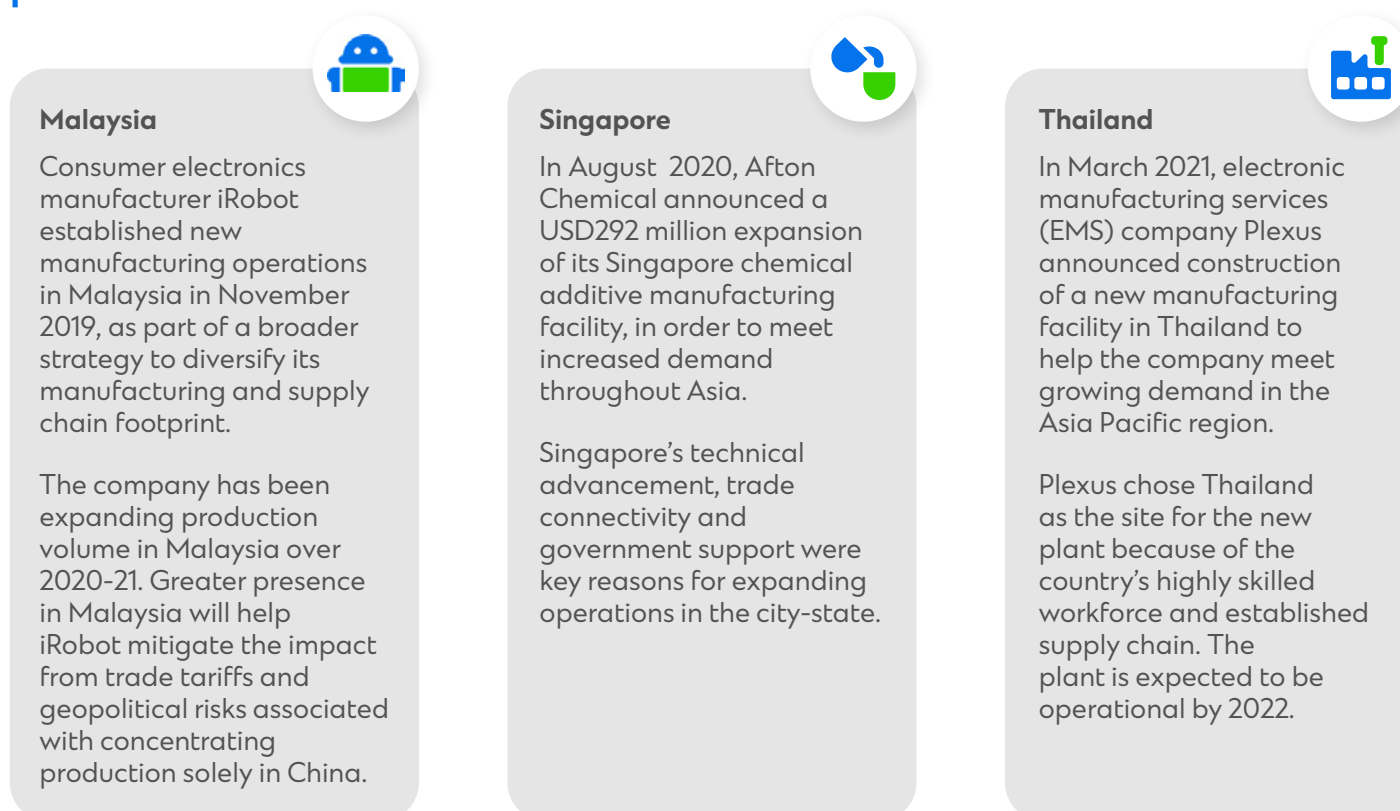 Malaysia
Consumer electronics
manufacturer iRobot
established new
manufacturing operations
in Malaysia in November
2019, as part of a broader
strategy to diversify its
manufacturing and supply
chain footprint.
The company has been
expanding production
volume in Malaysia over
2020-21. Greater presence
in Malaysia will help
iRobot mitigate the impact
from trade tariffs and
geopolitical risks associated
with concentrating
production solely in China.
Singapore
In August  2020, Afton
Chemical announced a
USD292 million expansion
of its Singapore chemical
additive manufacturing
facility, in order to meet
increased demand
throughout Asia.
Singapore’s technical
advancement, trade
connectivity and
government support were
key reasons for expanding
operations in the city-state.
Thailand
In March 2021, electronic
manufacturing services
(EMS) company Plexus
announced construction
of a new manufacturing
facility in Thailand to
help the company meet
growing demand in the
Asia Pacific region.
Plexus chose Thailand
as the site for the new
plant because of the
country’s highly skilled
workforce and established
supply chain. The
plant is expected to be
operational by 2022.